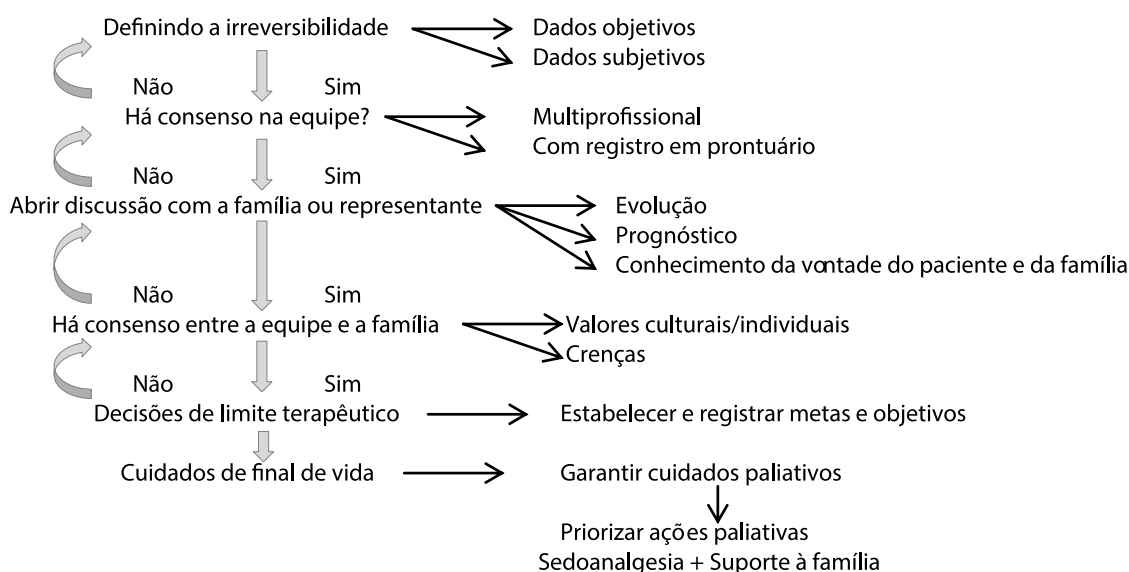 Definindo a irreversibilidade
Dados objetivos
Dados subjetivos
Não
Sim
Há consenso na equipe?
Multiprofissional
Com registro em prontuário
Não
Sim
Abrir discussão com a família ou representante
Evolução
Prognóstico
Conhecimento da vontade do paciente e da família
Não
Sim
Há consenso entre a equipe e a família
Valores culturais/individuais
Crenças
Não
Sim
Decisões de limite terapêutico
Estabelecer e registrar metas e objetivos
Cuidados de final de vida
Garantir cuidados paliativos
Priorizar ações paliativas
Sedoanalgesia + Suporte à família